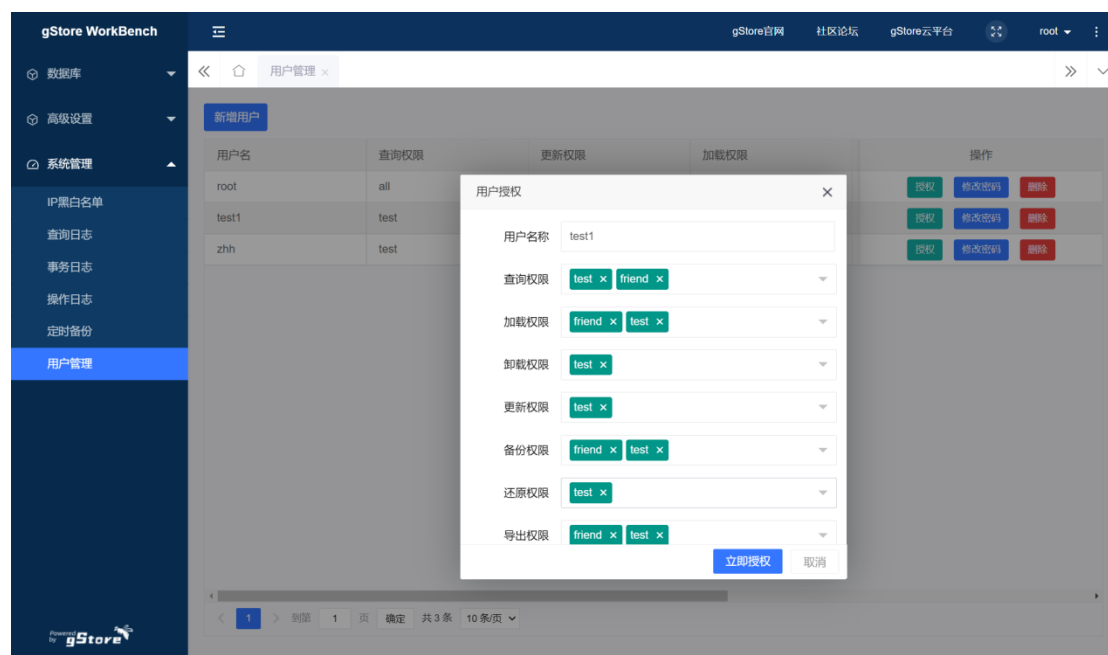 gStore WorkBench
gStore官网 社区论坛 gStore云平台 root
数据库
高级设置
系统管理
IP黑白名单
查询日志
事务日志
操作日志
定时备份
用户管理
用户管理 ×
新增用户
用户名 查询权限 更新权限 加载权限 操作
root all 授权 修改密码 删除
test1 test 授权 修改密码 删除
zhh test 授权 修改密码 删除
用户授权 ×
用户名称 test1
查询权限 test × friend ×
加载权限 friend × test ×
卸载权限 test ×
更新权限 test ×
备份权限 friend × test ×
还原权限 test ×
导出权限 friend × test ×
立即授权 取消
1 到第 1 页 确定 共 3 条 10 条/页
Powered by gStore